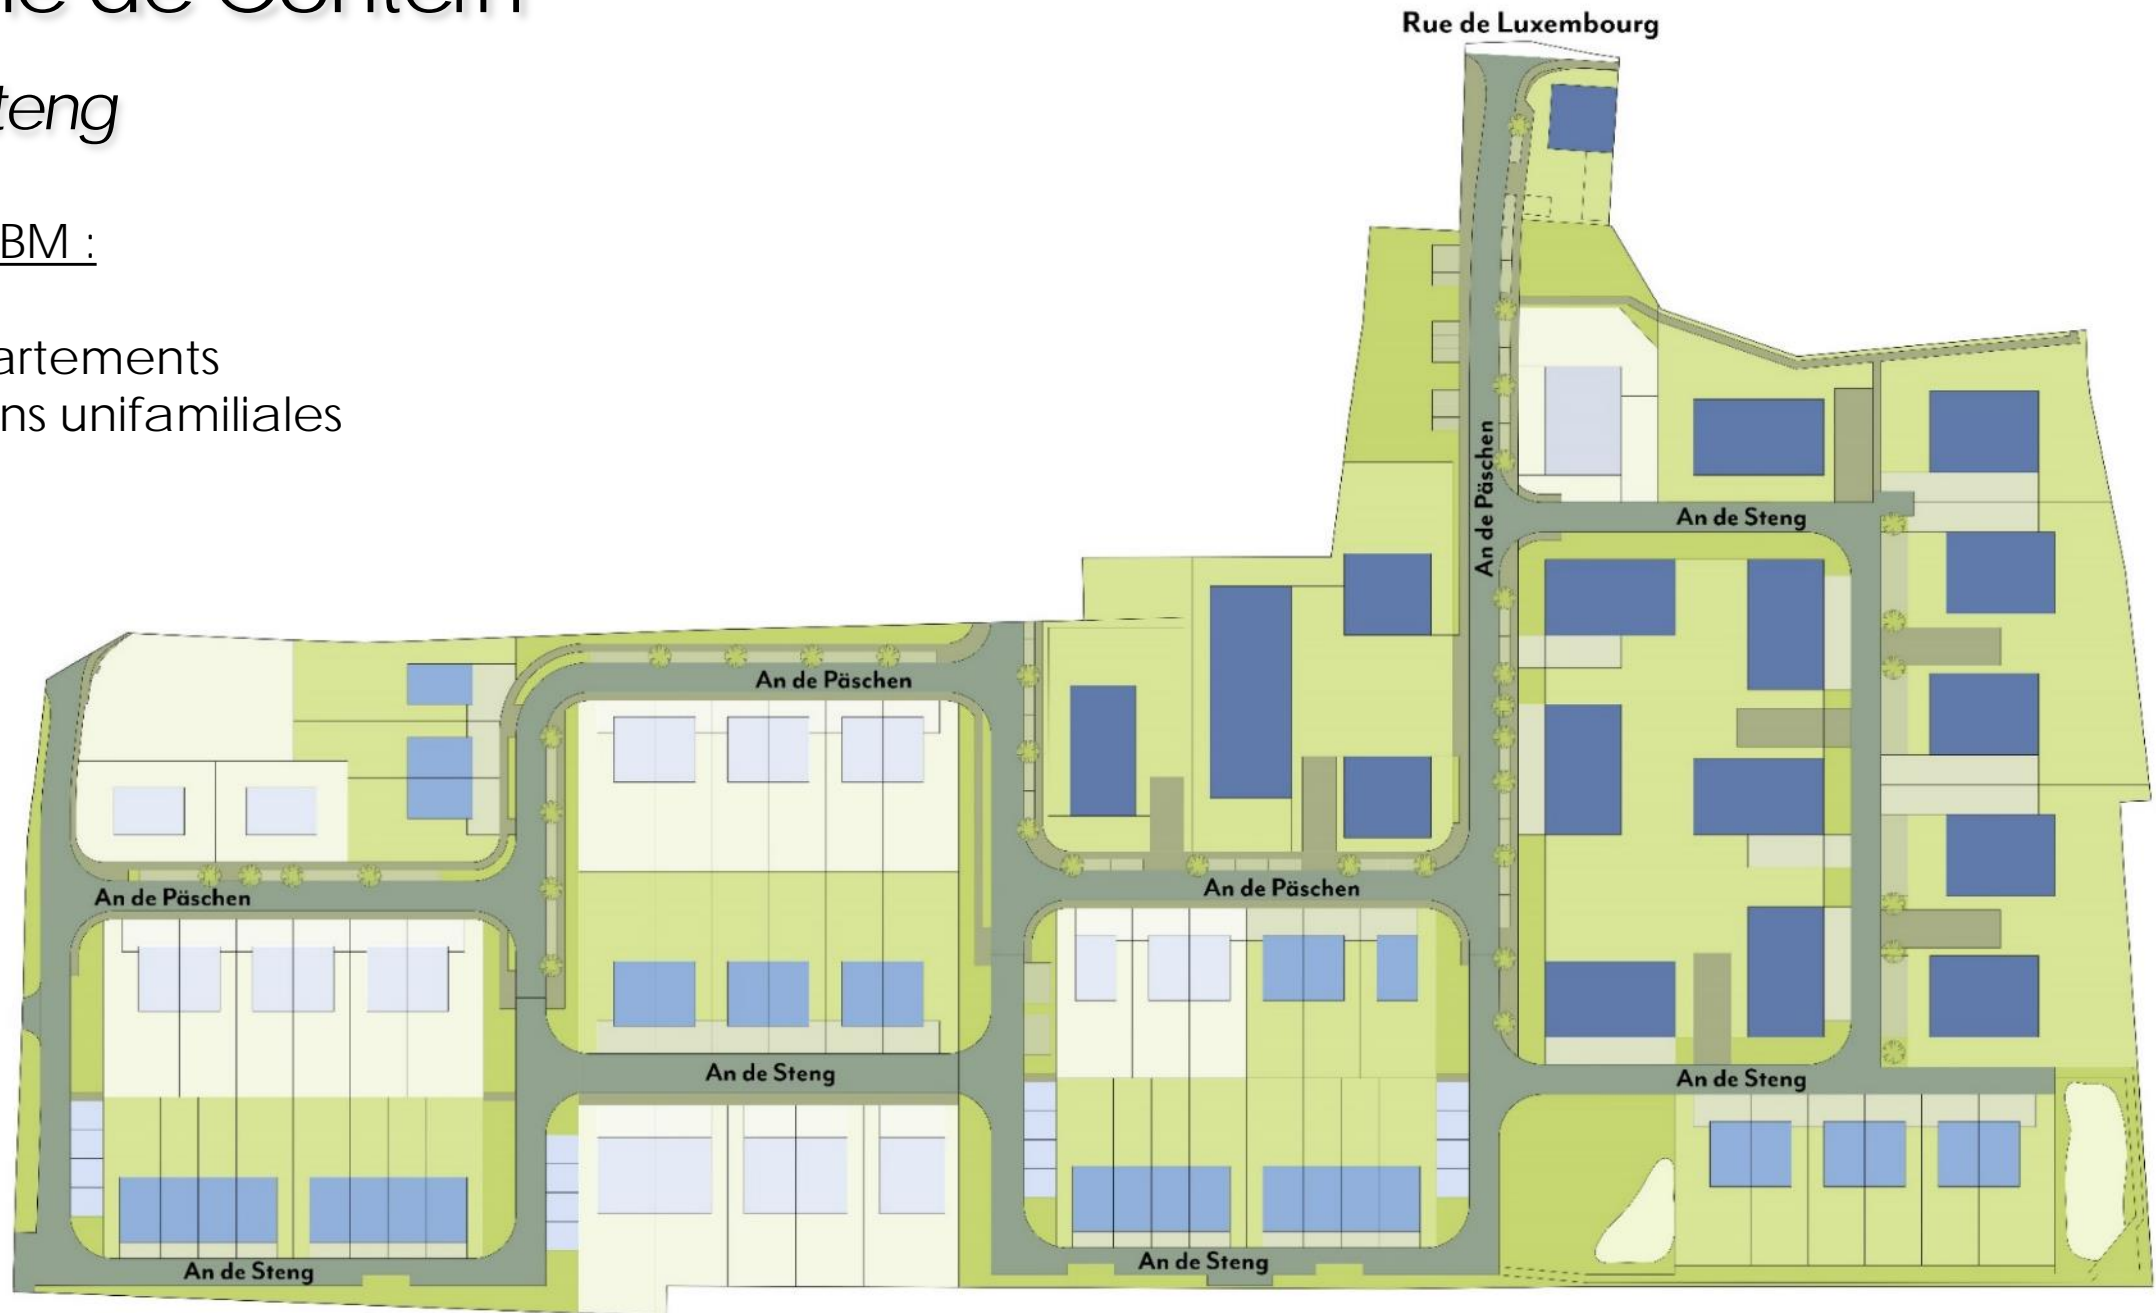 ne de Contern
teng
BM :
artements
ns unifamiliales
Rue de Luxembourg
An de Päschen
An de Steng
An de Päschen
An de Päschen
An de Päschen
An de Steng
An de Steng
An de Steng
An de Steng